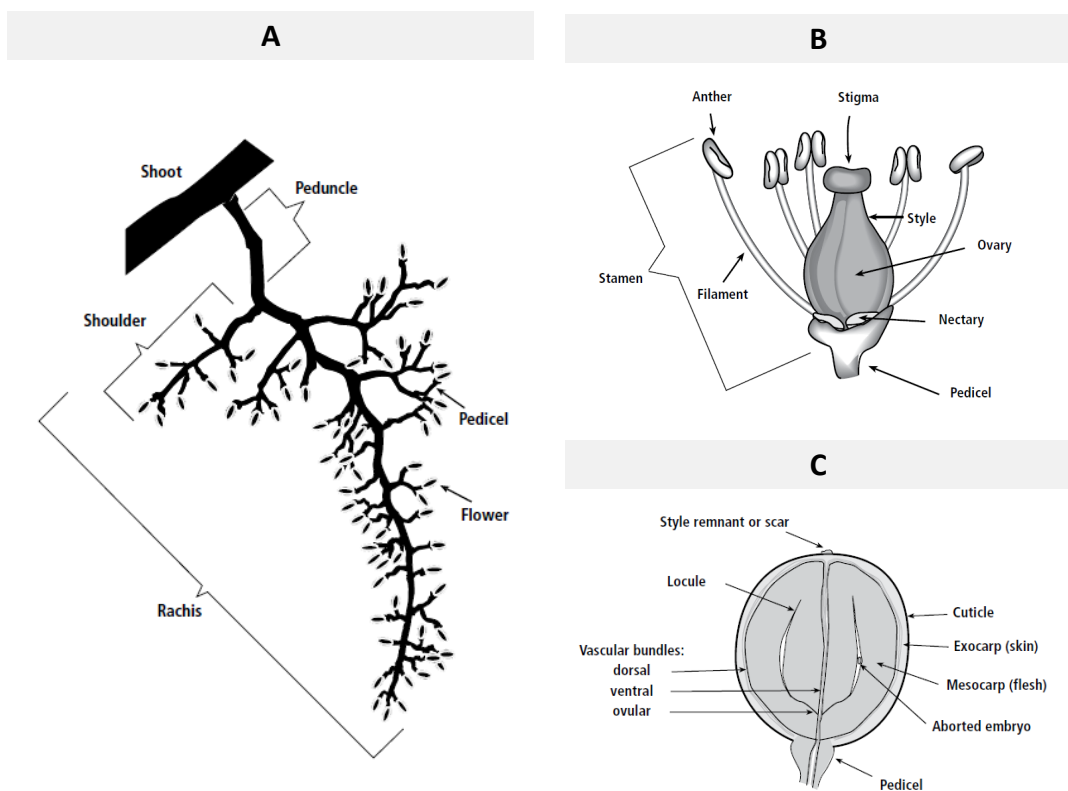 A
Shoot
Peduncle
Shoulder
Pedicel
Flower
Rachis
B
Anther
Stigma
Style
Ovary
Stamen
Filament
Nectary
Pedicel
C
Style remnant or scar
Locule
Cuticle
Exocarp (skin)
Vascular bundles:
dorsal
ventral
ovular
Mesocarp (flesh)
Aborted embryo
Pedicel